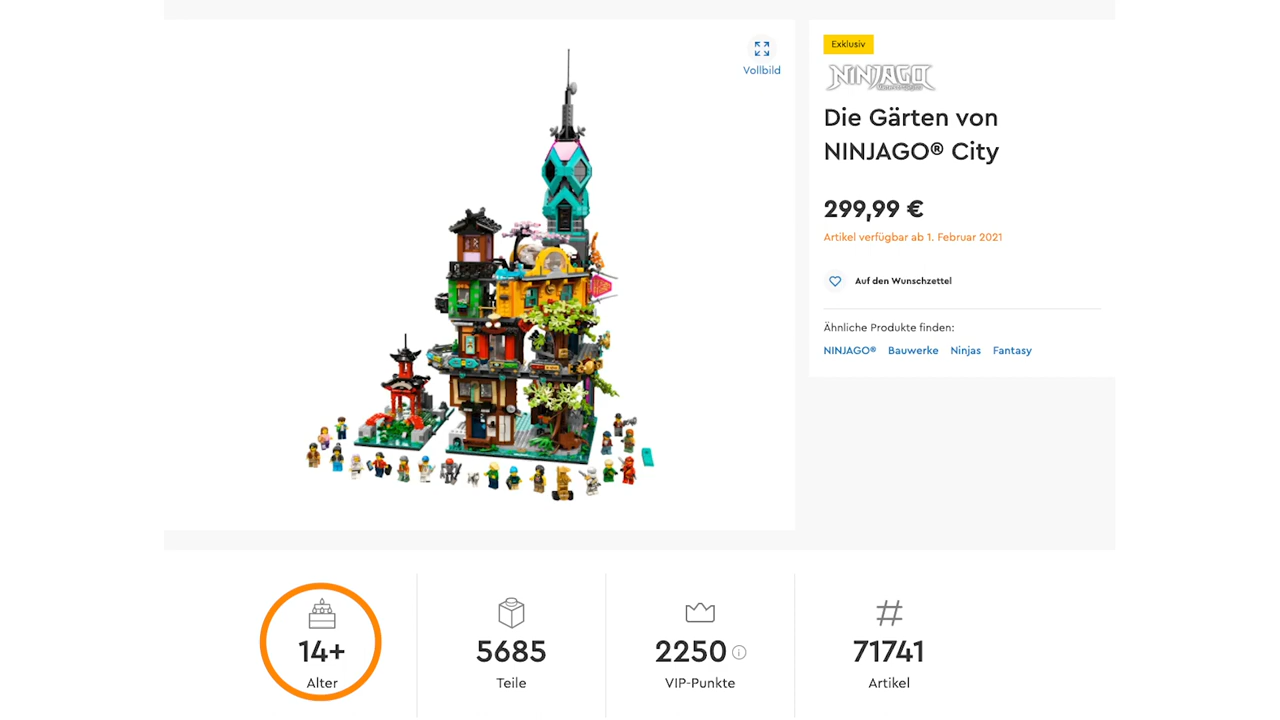 Vollbild
Exklusiv
NINJAGO
Die Gärten von
NINJAGO® City
299,99 €
Artikel verfügbar ab 1. Februar 2021
Auf den Wunschzettel
Ähnliche Produkte finden:
NINJAGO® Bauwerke Ninjas Fantasy
14+ 5685 2250 71741
Alter Teile VIP-Punkte Artikel